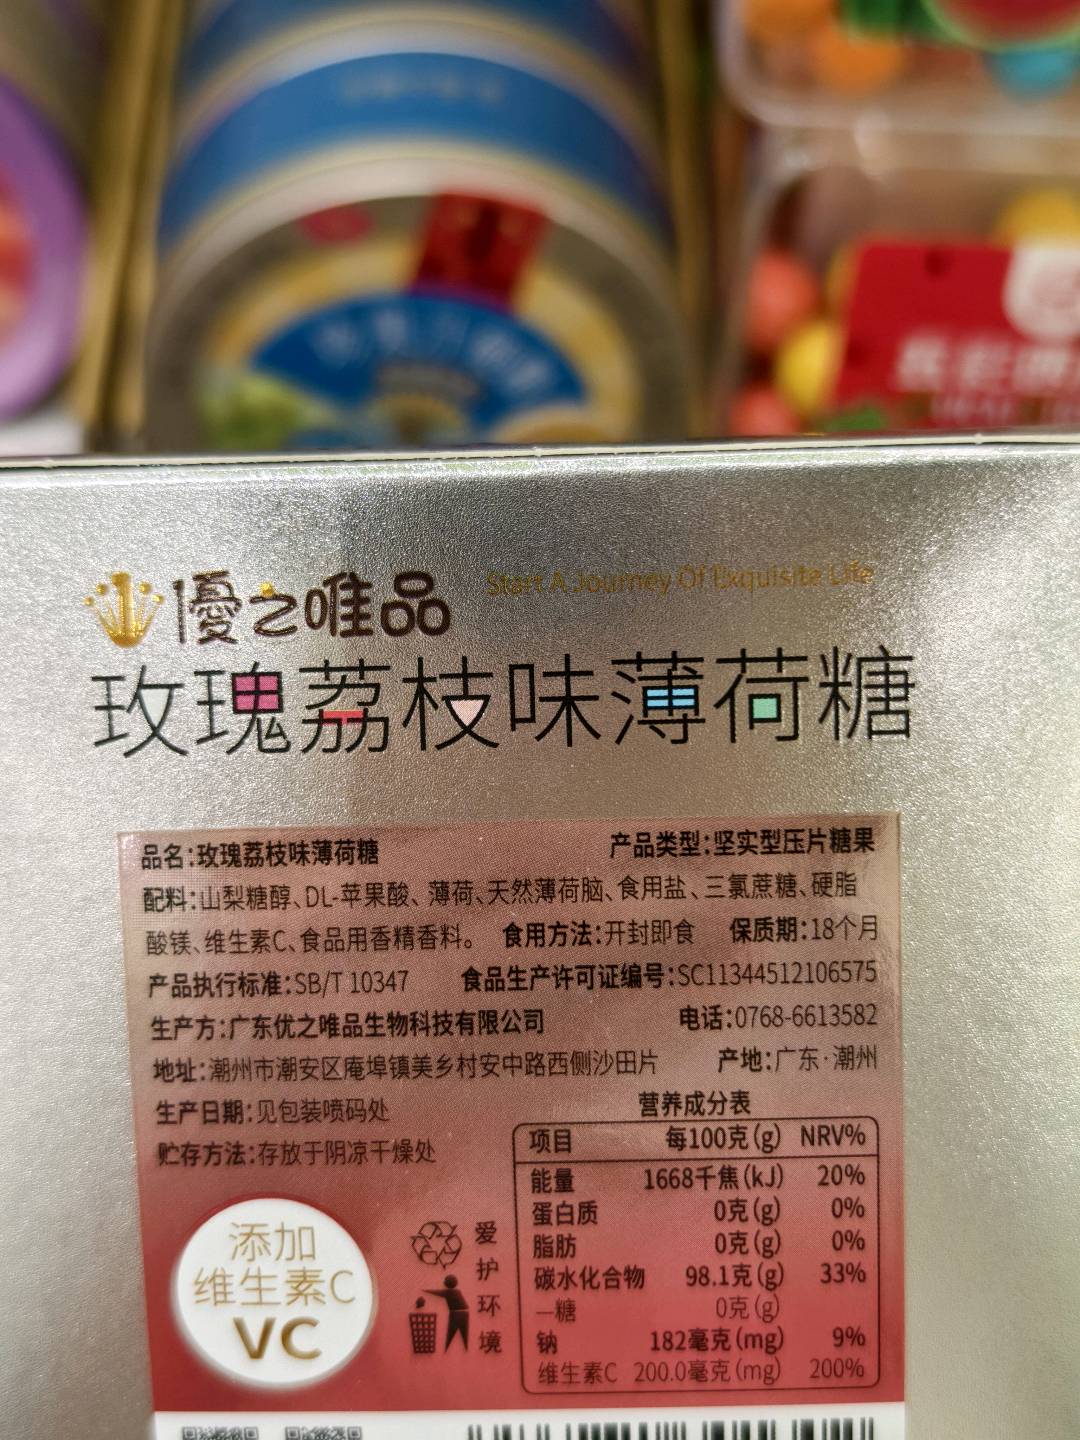 優之唯品 Start A Journey Of Exquisite Life
玫瑰荔枝味薄荷糖
品名:玫瑰荔枝味薄荷糖 产品类型:坚实型压片糖果
配料:山梨糖醇、DL-苹果酸、薄荷、天然薄荷脑、食用盐、三氯蔗糖、硬脂
酸镁、维生素C、食品用香精香料。 食用方法:开封即食 保质期:18个月
产品执行标准:SB/T 10347 食品生产许可证编号:SC11344512106575
生产方:广东优之唯品生物科技有限公司 电话:0768-6613582
地址:潮州市潮安区庵埠镇美乡村安中路西侧沙田片 产地:广东·潮州
生产日期:见包装喷码处
贮存方法:存放于阴凉干燥处
营养成分表
项目 每100克(g) NRV%
能量 1668千焦(kJ) 20%
蛋白质 0克(g) 0%
脂肪 0克(g) 0%
碳水化合物 98.1克(g) 33%
—糖 0克(g)
钠 182毫克(mg) 9%
维生素C 200.0毫克(mg) 200%
添加
维生素C
VC
爱
护
环
境